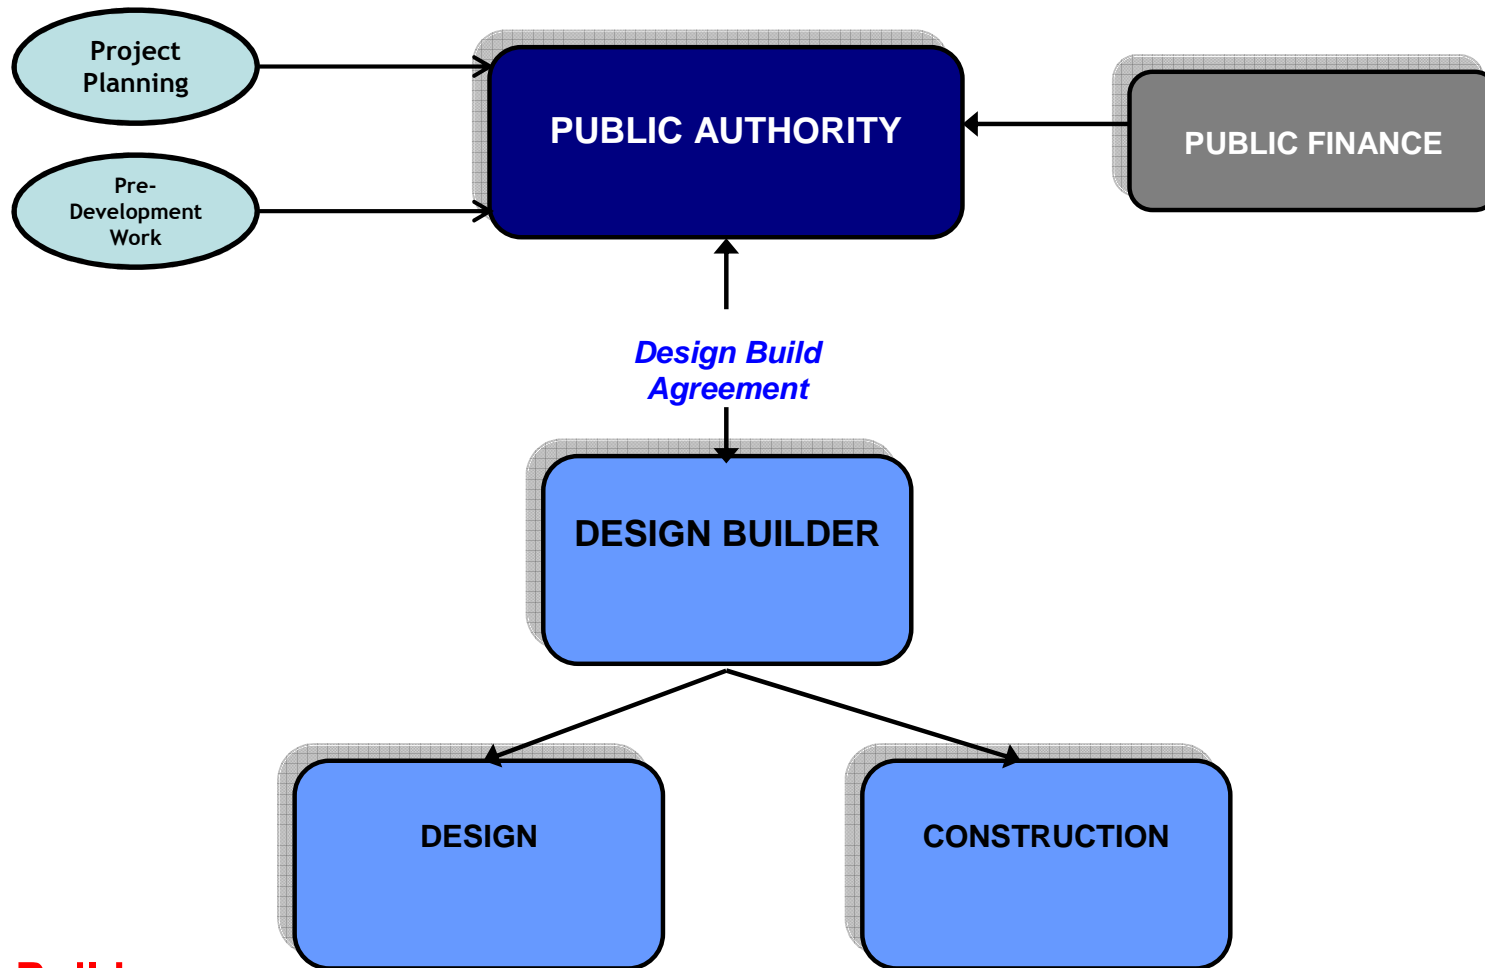 Project
Planning
PUBLIC AUTHORITY
PUBLIC FINANCE
Pre-
Development
Work
Design Build
Agreement
DESIGN BUILDER
DESIGN
CONSTRUCTION